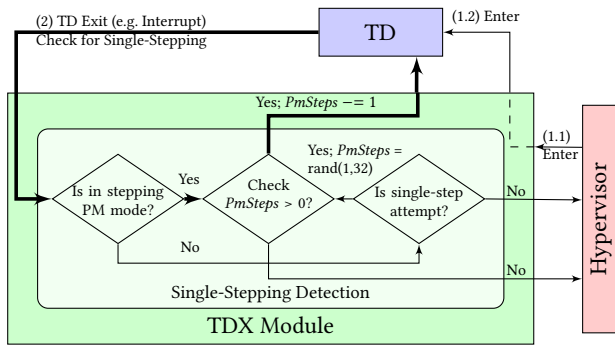 (2) TD Exit (e.g. Interrupt)
Check for Single-Stepping
TD
(1.2) Enter
Yes; PmSteps −= 1
(1.1)
Enter
Yes; PmSteps =
rand(1,32)
Is in stepping
PM mode?
Yes
Check
PmSteps > 0?
Is single-step
attempt?
No
No
No
Single-Stepping Detection
TDX Module
Hypervisor